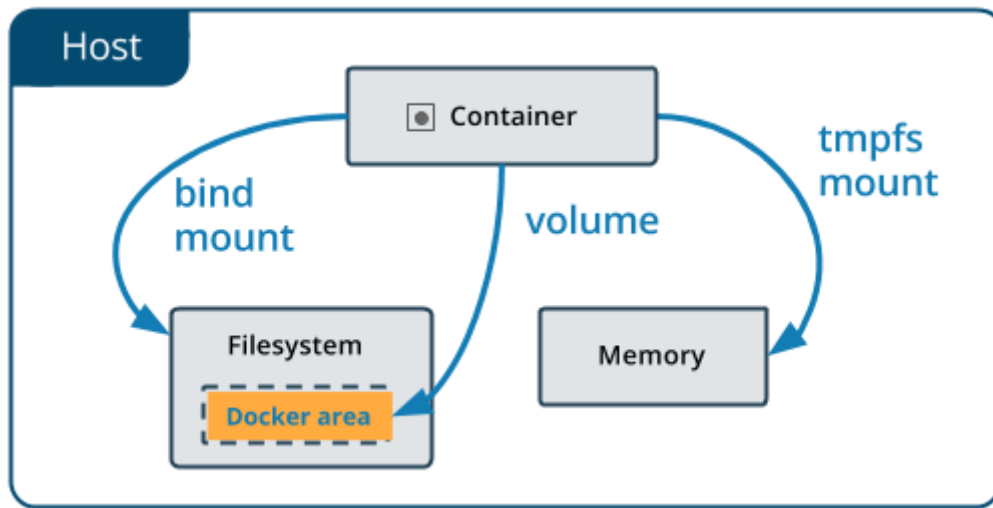 Host
Container
bind
mount
volume
tmpfs
mount
Filesystem
Docker area
Memory